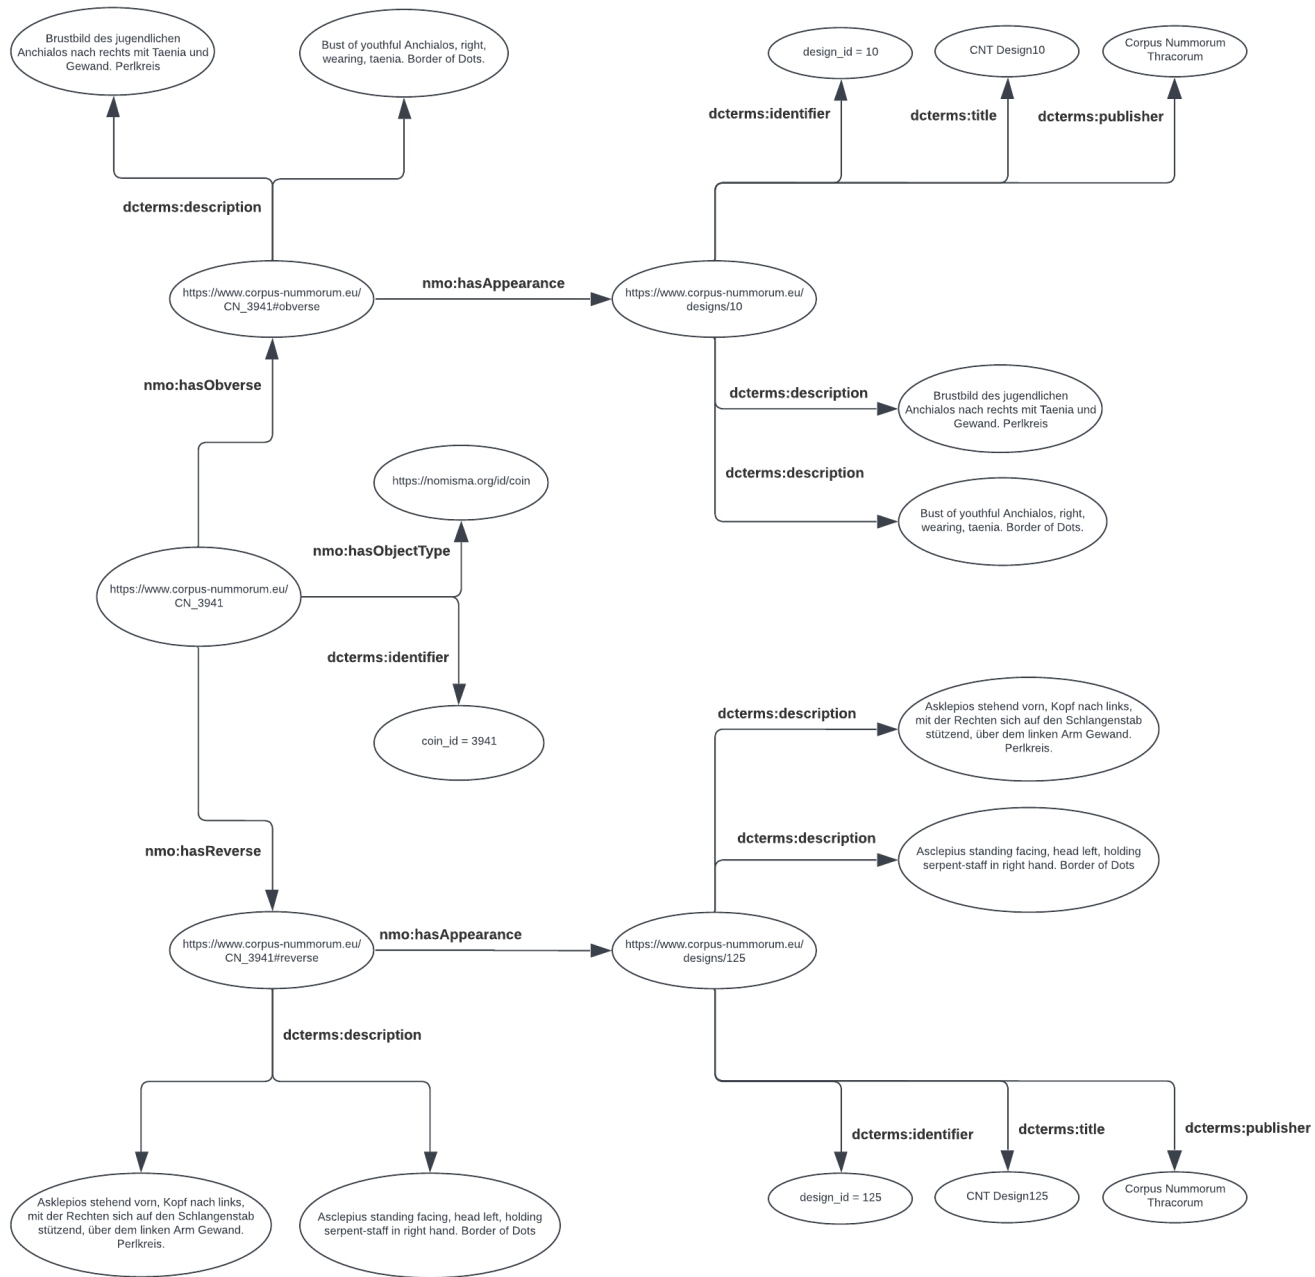 Brustbild des jugendlichen
Anchialos nach rechts mit Taenia und
Gewand. Perlkreis
Bust of youthful Anchialos, right,
wearing, taenia. Border of Dots.
design_id = 10
CNT Design10
Corpus Nummorum
Thracorum
dcterms:identifier
dcterms:title
dcterms:publisher
dcterms:description
https://www.corpus-nummorum.eu/
CN_3941#obverse
nmo:hasAppearance
https://www.corpus-nummorum.eu/
designs/10
nmo:hasObverse
dcterms:description
Brustbild des jugendlichen
Anchialos nach rechts mit Taenia und
Gewand. Perlkreis
dcterms:description
Bust of youthful Anchialos, right,
wearing, taenia. Border of Dots.
https://nomisma.org/id/coin
nmo:hasObjectType
https://www.corpus-nummorum.eu/
CN_3941
dcterms:identifier
coin_id = 3941
dcterms:description
Asklepios stehend vorn, Kopf nach links,
mit der Rechten sich auf den Schlangenstab
stützend, über dem linken Arm Gewand.
Perlkreis.
dcterms:description
Asclepius standing facing, head left, holding
serpent-staff in right hand. Border of Dots
nmo:hasReverse
https://www.corpus-nummorum.eu/
CN_3941#reverse
nmo:hasAppearance
https://www.corpus-nummorum.eu/
designs/125
dcterms:description
Asklepios stehend vorn, Kopf nach links,
mit der Rechten sich auf den Schlangenstab
stützend, über dem linken Arm Gewand.
Perlkreis.
Asclepius standing facing, head left, holding
serpent-staff in right hand. Border of Dots
dcterms:identifier
dcterms:title
dcterms:publisher
design_id = 125
CNT Design125
Corpus Nummorum
Thracorum